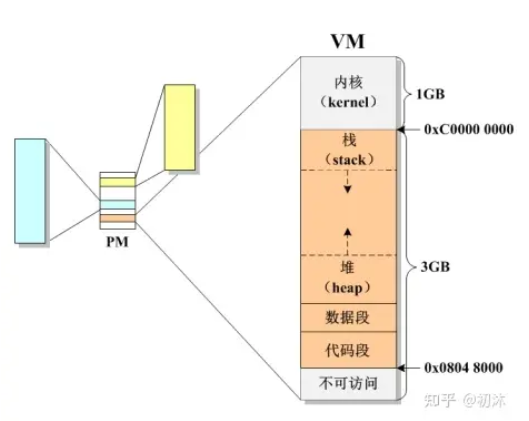 VM
内核
（kernel）
1GB
0xC0000 0000
栈
（stack）
PM
堆
（heap）
3GB
数据段
代码段
0x0804 8000
不可访问
知乎 @初沐